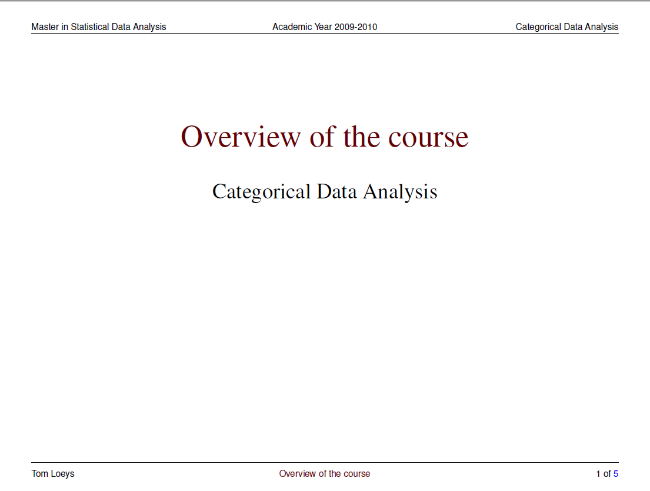 Master in Statistical Data Analysis Academic Year 2009-2010 Categorical Data Analysis
Overview of the course
Categorical Data Analysis
Tom Loeys Overview of the course 1 of 5